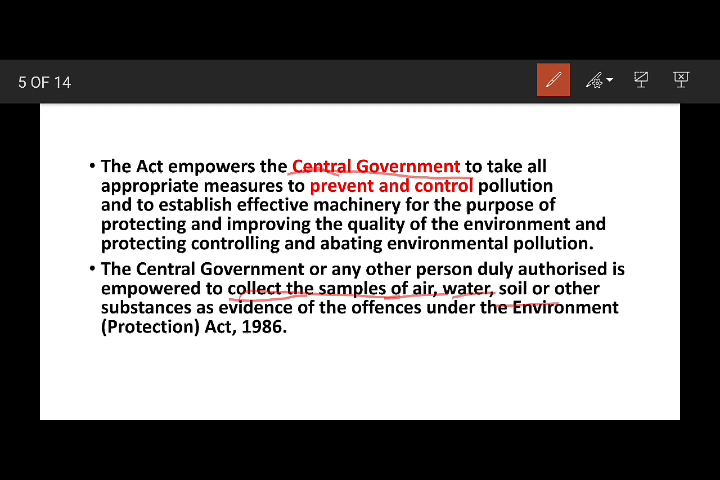 5 OF 14
• The Act empowers the Central Government to take all
appropriate measures to prevent and control pollution
and to establish effective machinery for the purpose of
protecting and improving the quality of the environment and
protecting controlling and abating environmental pollution.
• The Central Government or any other person duly authorised is
empowered to collect the samples of air, water, soil or other
substances as evidence of the offences under the Environment
(Protection) Act, 1986.